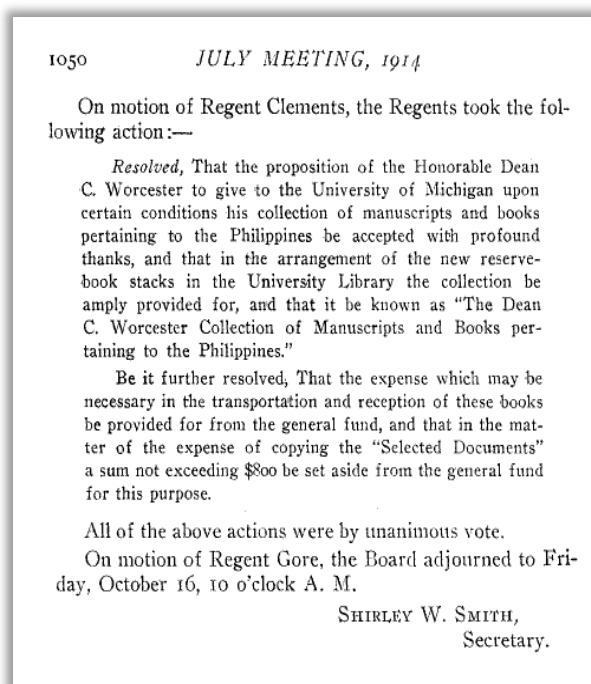 1050 JULY MEETING, 1914
On motion of Regent Clements, the Regents took the fol-
lowing action:—
Resolved, That the proposition of the Honorable Dean
C. Worcester to give to the University of Michigan upon
certain conditions his collection of manuscripts and books
pertaining to the Philippines be accepted with profound
thanks, and that in the arrangement of the new reserve-
book stacks in the University Library the collection be
amply provided for, and that it be known as "The Dean
C. Worcester Collection of Manuscripts and Books per-
taining to the Philippines."
Be it further resolved, That the expense which may be
necessary in the transportation and reception of these books
be provided for from the general fund, and that in the mat-
ter of the expense of copying the "Selected Documents"
a sum not exceeding $800 be set aside from the general fund
for this purpose.
All of the above actions were by unanimous vote.
On motion of Regent Gore, the Board adjourned to Fri-
day, October 16, 10 o'clock A. M.
SHIRLEY W. SMITH,
Secretary.